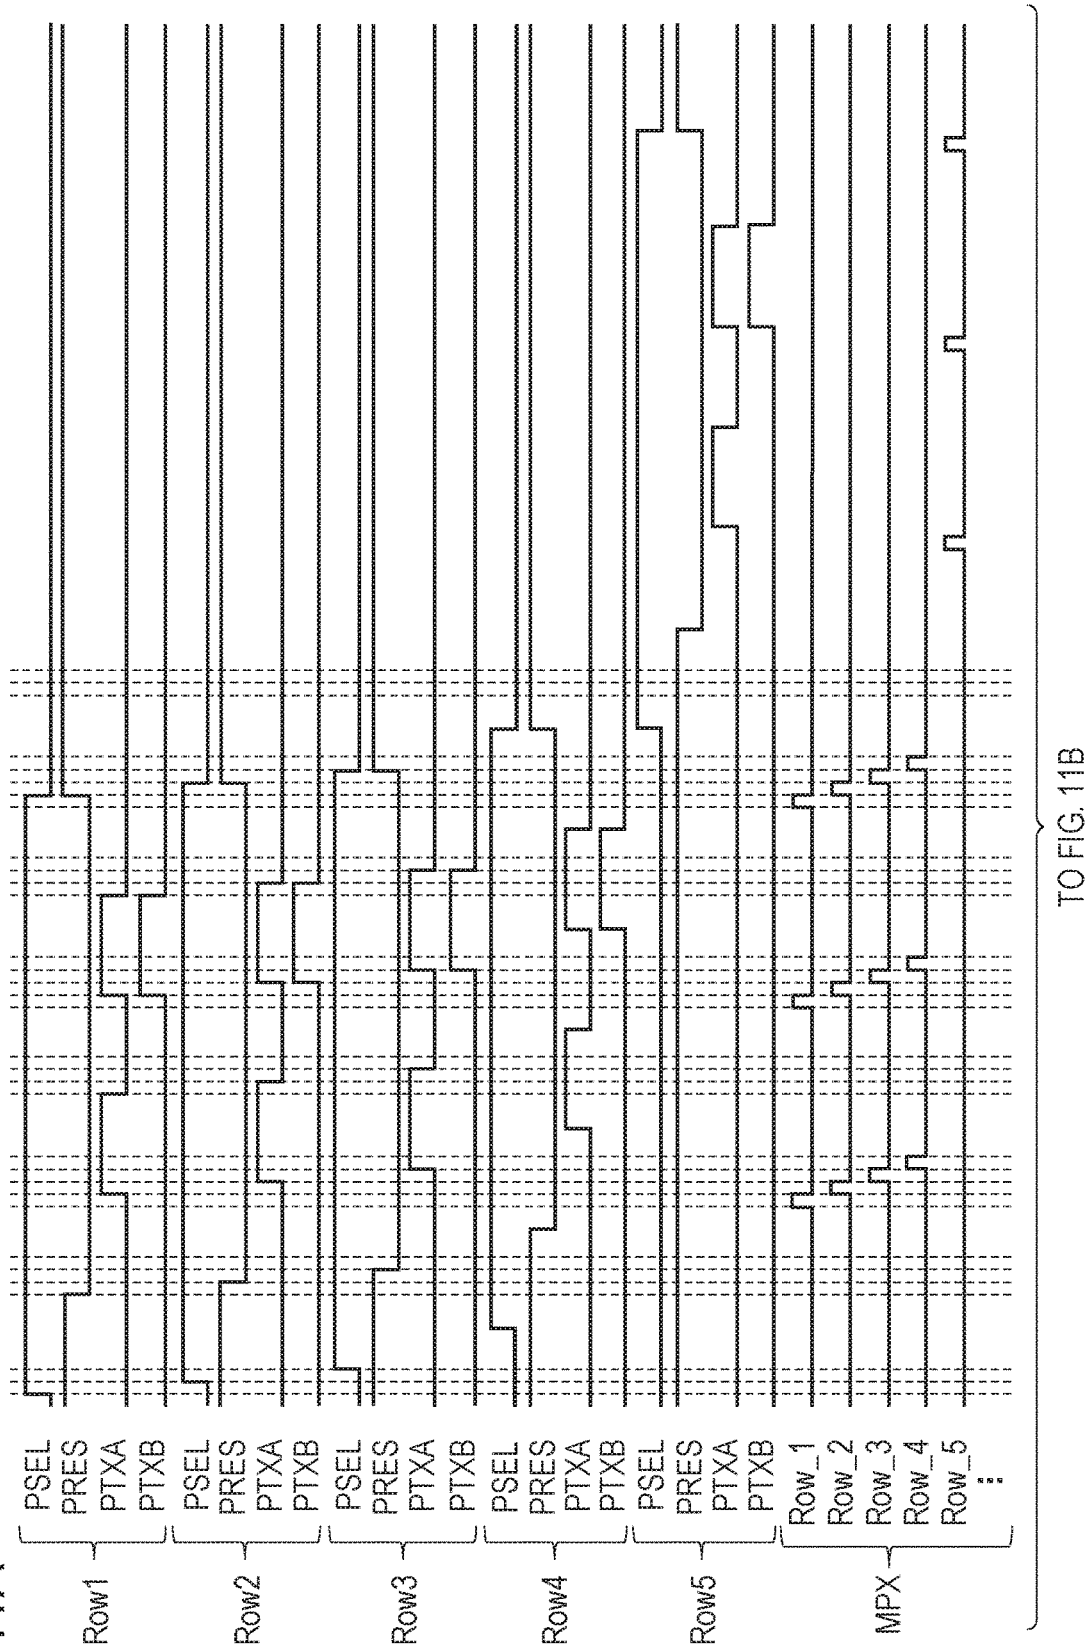 Row1
PSEL
PRES
PTXA
PTXB
Row2
PSEL
PRES
PTXA
PTXB
Row3
PSEL
PRES
PTXA
PTXB
Row4
PSEL
PRES
PTXA
PTXB
Row5
PSEL
PRES
PTXA
PTXB
MPX
Row_1
Row_2
Row_3
Row_4
Row_5
⋮
TO FIG. 11B